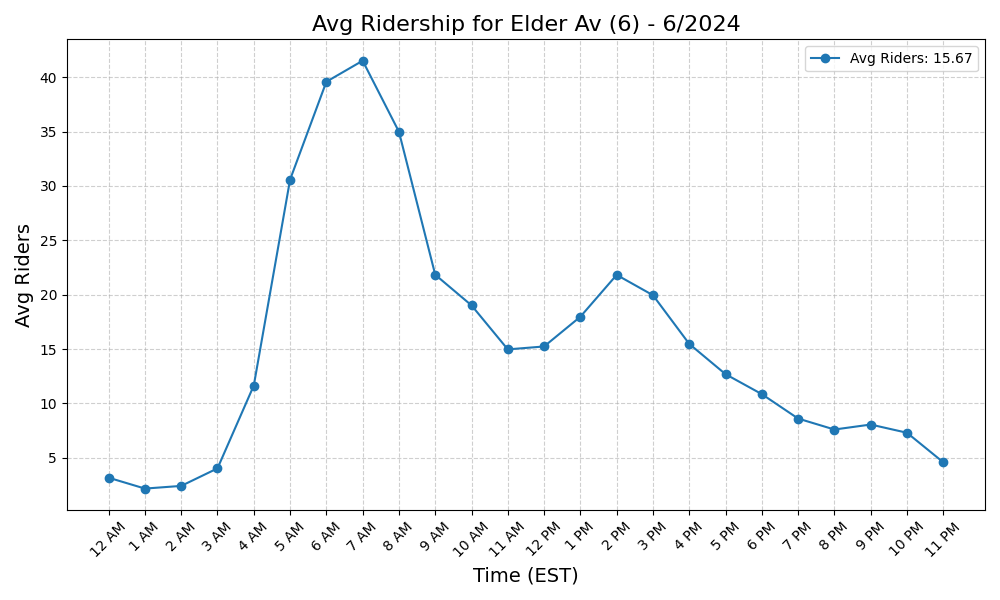 Avg Ridership for Elder Av (6) - 6/2024
Avg Riders: 15.67
Avg Riders
40
35
30
25
20
15
10
5
12 AM
1 AM
2 AM
3 AM
4 AM
5 AM
6 AM
7 AM
8 AM
9 AM
10 AM
11 AM
12 PM
1 PM
2 PM
3 PM
4 PM
5 PM
6 PM
7 PM
8 PM
9 PM
10 PM
11 PM
Time (EST)